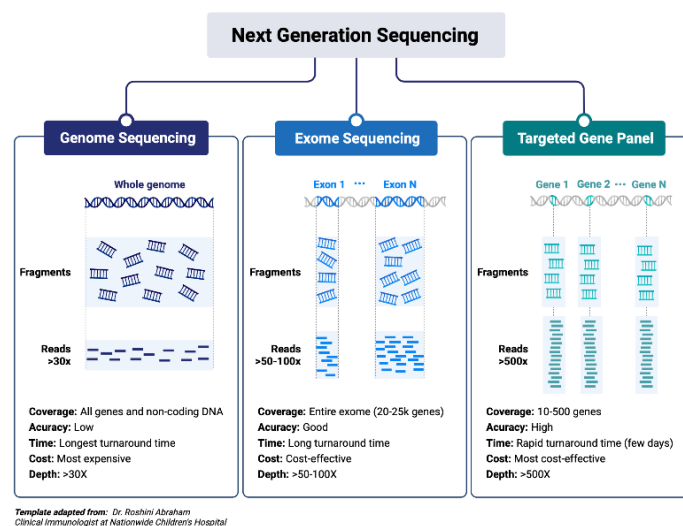 Next Generation Sequencing
Genome Sequencing
Whole genome
Fragments
Reads
>30x
Coverage: All genes and non-coding DNA
Acuracy: Low
Time: Longest turnaround time
Cost: Most expensive
Depth: >30X
Exome Sequencing
Exon 1 ··· Exon N
Fragments
Reads
>50-100x
Coverage: Entire exome (20-25k genes)
Acuracy: Good
Time: Long turnaround time
Cost: Cost-effective
Depth: >50-100X
Targeted Gene Panel
Gene 1 Gene 2 ··· Gene N
Fragments
Reads
>500x
Coverage: 10-500 genes
Acuracy: High
Time: Rapid turnaround time (few days)
Cost: Most cost-effective
Depth: >500X
Template adapted from: Dr. Roshini Abraham
Clinical Immunologist at Nationwide Children's Hospital